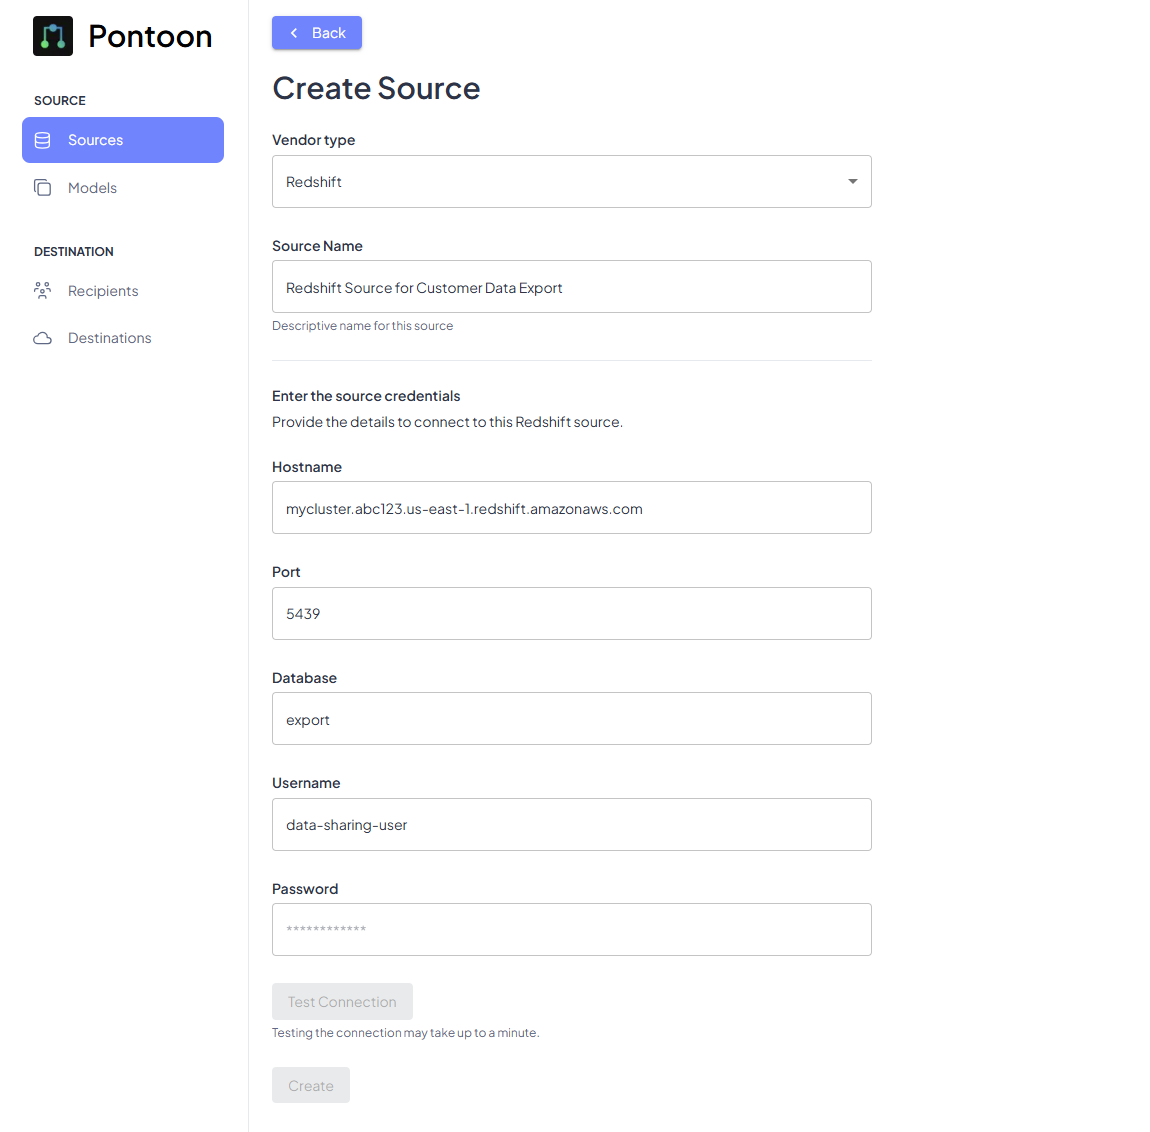 Pontoon
SOURCE
Sources
Models
DESTINATION
Recipients
Destinations
Back
Create Source
Vendor type
Redshift
Source Name
Redshift Source for Customer Data Export
Descriptive name for this source
Enter the source credentials
Provide the details to connect to this Redshift source.
Hostname
mycluster.abc123.us-east-1.redshift.amazonaws.com
Port
5439
Database
export
Username
data-sharing-user
Password
************
Test Connection
Testing the connection may take up to a minute.
Create